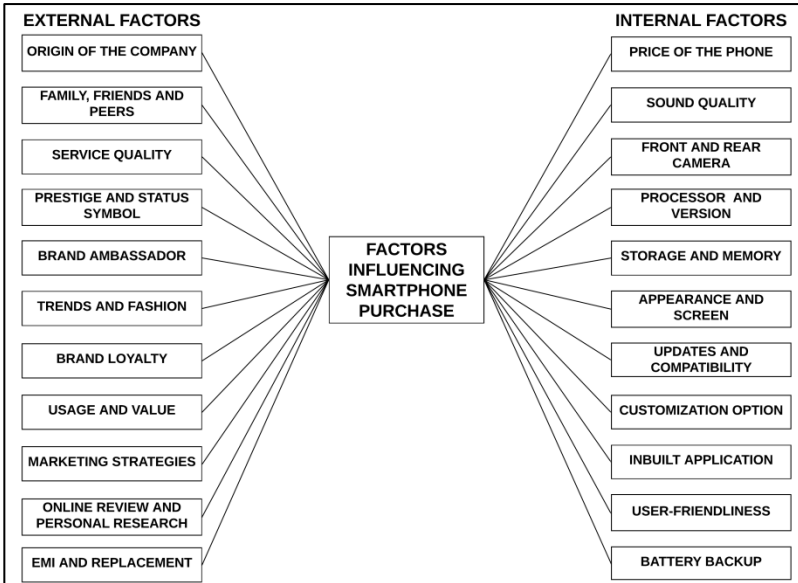 EXTERNAL FACTORS
ORIGIN OF THE COMPANY
FAMILY, FRIENDS AND
PEERS
SERVICE QUALITY
PRESTIGE AND STATUS
SYMBOL
BRAND AMBASSADOR
TRENDS AND FASHION
BRAND LOYALTY
USAGE AND VALUE
MARKETING STRATEGIES
ONLINE REVIEW AND
PERSONAL RESEARCH
EMI AND REPLACEMENT
FACTORS
INFLUENCING
SMARTPHONE
PURCHASE
INTERNAL FACTORS
PRICE OF THE PHONE
SOUND QUALITY
FRONT AND REAR
CAMERA
PROCESSOR AND
VERSION
STORAGE AND MEMORY
APPEARANCE AND
SCREEN
UPDATES AND
COMPATIBILITY
CUSTOMIZATION OPTION
INBUILT APPLICATION
USER-FRIENDLINESS
BATTERY BACKUP